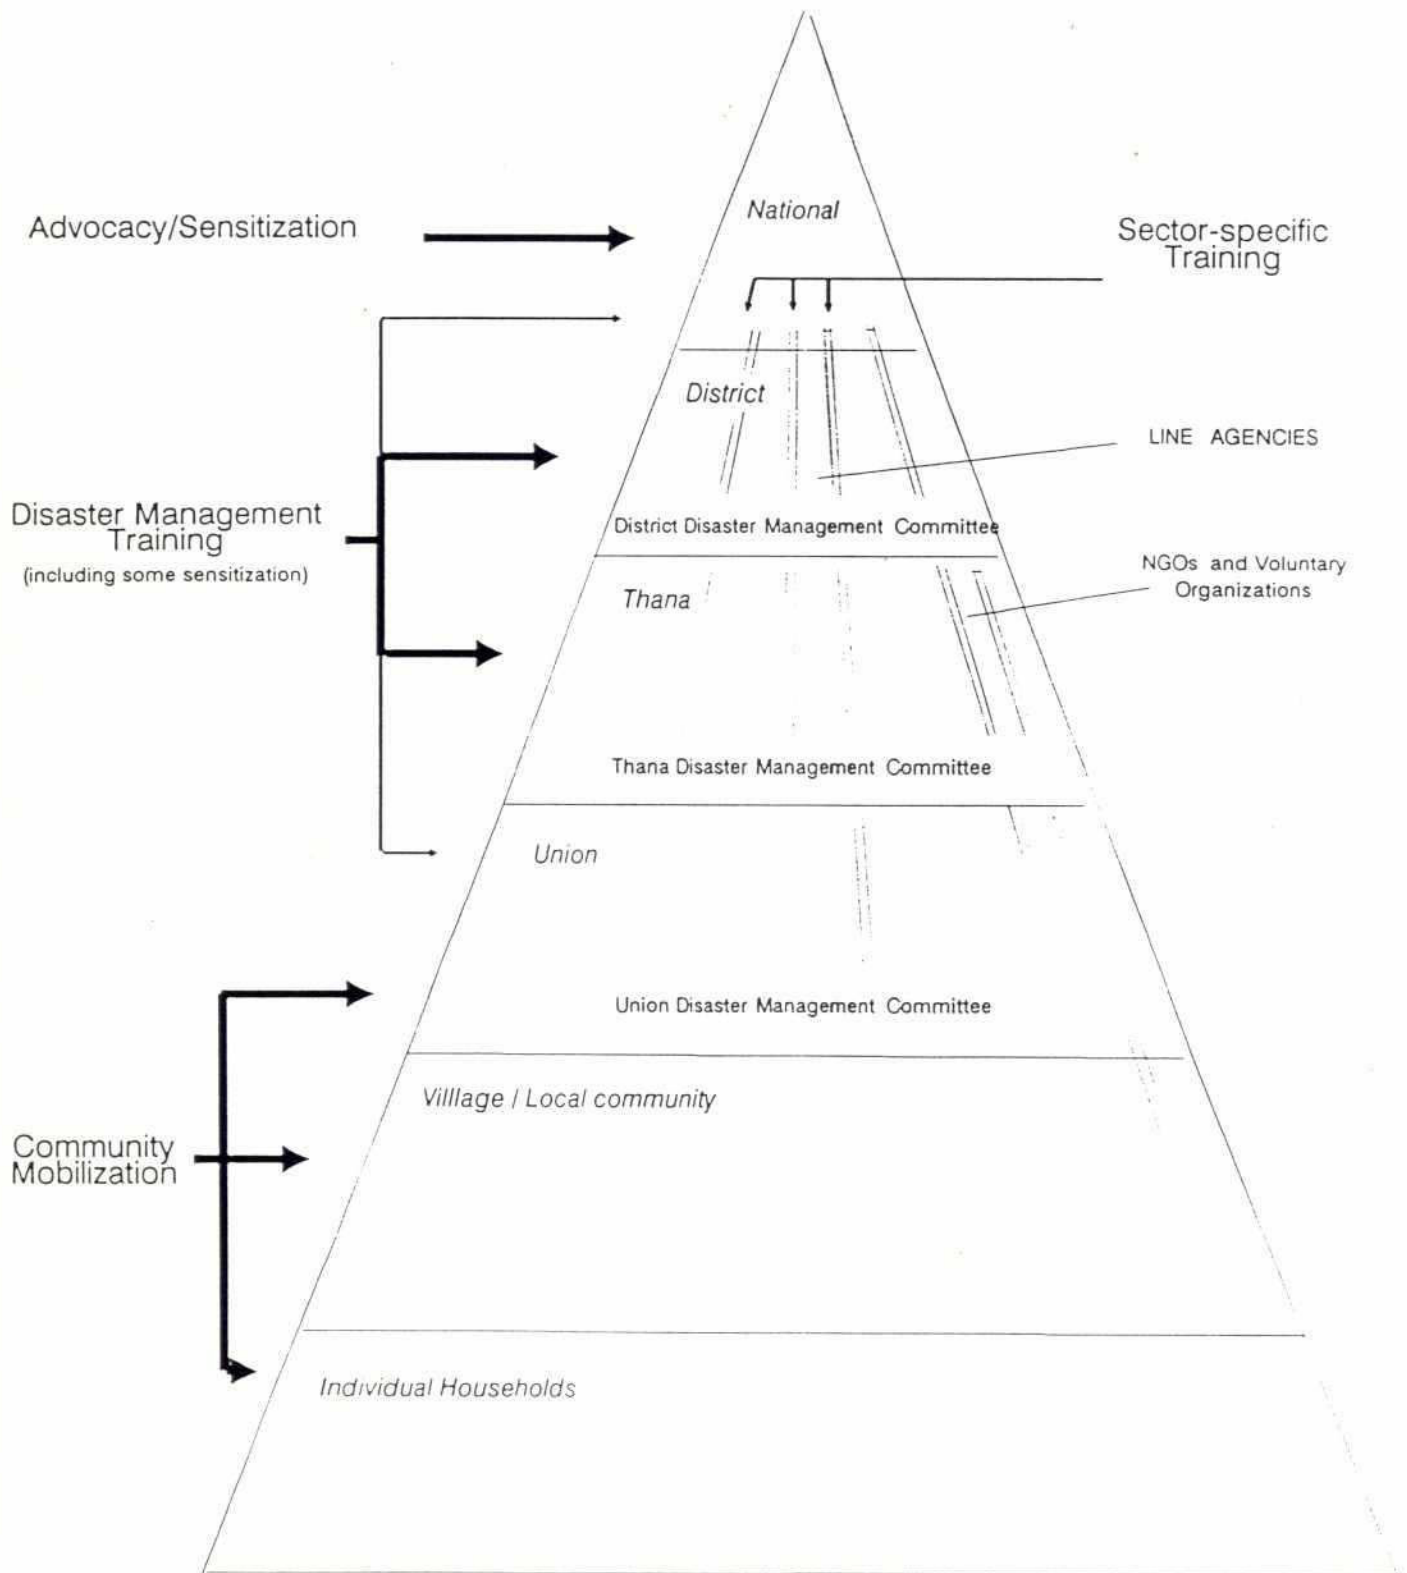 National
Advocacy/Sensitization
Sector-specific
Training
District
LINE AGENCIES
Disaster Management
Training
(including some sensitization)
District Disaster Management Committee
NGOs and Voluntary
Organizations
Thana
Thana Disaster Management Committee
Union
Union Disaster Management Committee
Villlage / Local community
Community
Mobilization
Individual Households